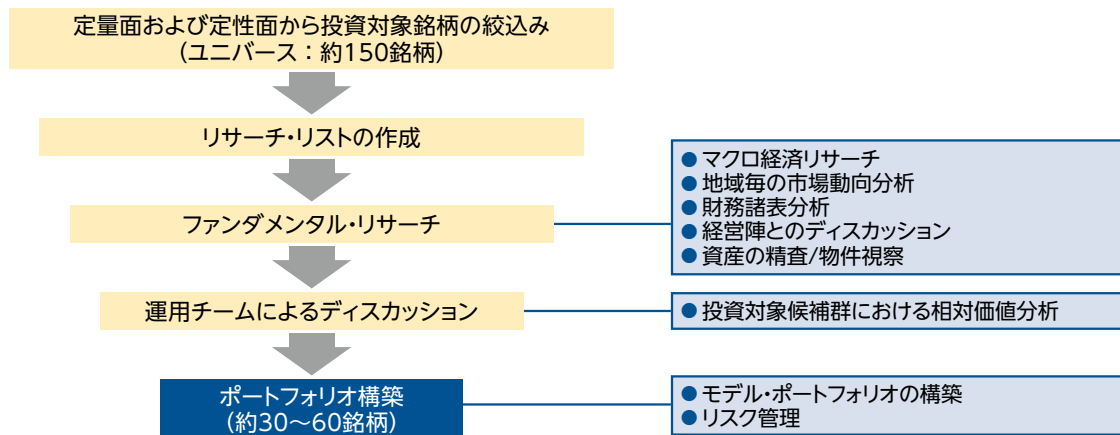 定量面および定性面から投資対象銘柄の絞込み
(ユニバース：約150銘柄)
リサーチ・リストの作成
ファンダメンタル・リサーチ
● マクロ経済リサーチ
● 地域毎の市場動向分析
● 財務諸表分析
● 経営陣とのディスカッション
● 資産の精査/物件視察
運用チームによるディスカッション
● 投資対象候補群における相対価値分析
ポートフォリオ構築
(約30〜60銘柄)
● モデル・ポートフォリオの構築
● リスク管理